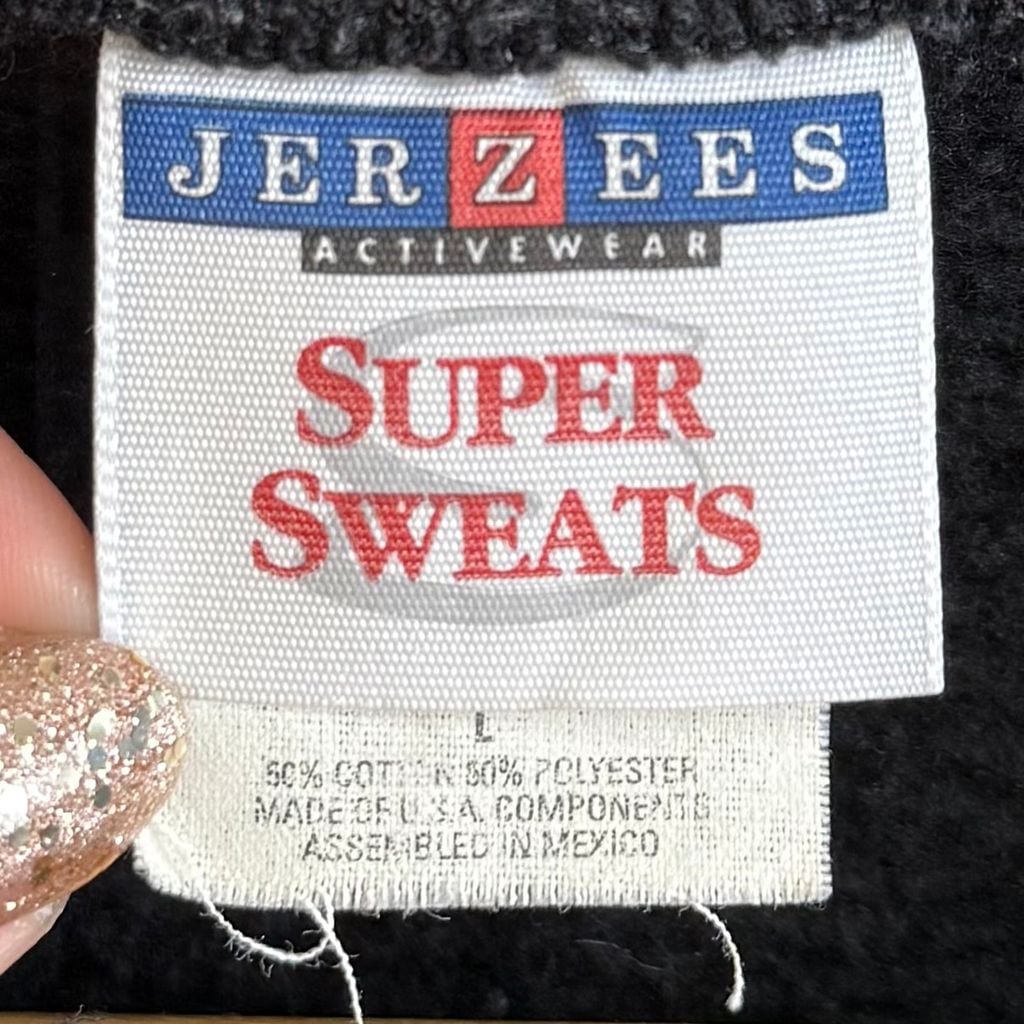 JERZEES
ACTIVEWEAR
SUPER
SWEATS
L
50% COTTON 50% POLYESTER
MADE OF U.S.A. COMPONENTS
ASSEMBLED IN MEXICO